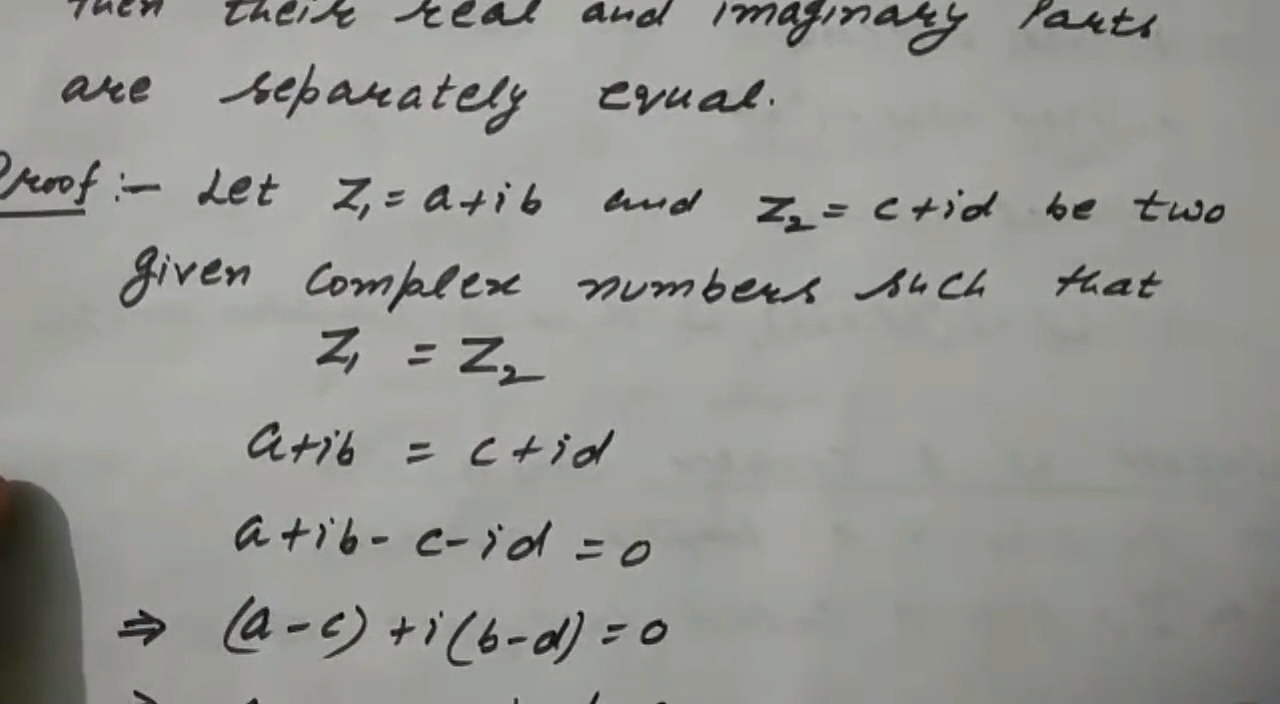 then their real and imaginary Parts
are separately equal.
Proof :- Let Z₁ = a+ib and Z₂ = c+id be two
given complex numbers such that
Z₁ = Z₂
a+ib = c+id
a+ib-c-id = 0
⇒ (a-c) +i(b-d) = 0